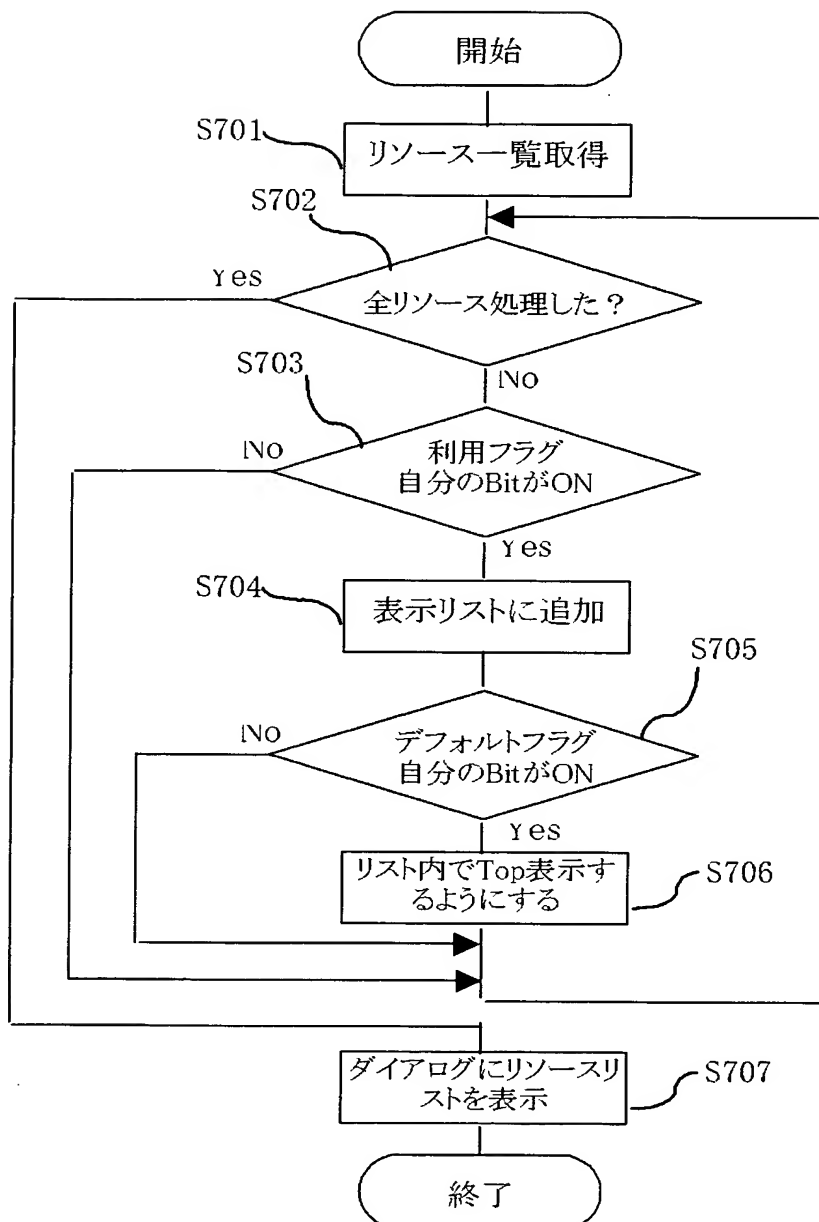 開始
S701
リソース一覧取得
S702
Yes
全リソース処理した？
No
S703
No
利用フラグ
自分のBitがON
Yes
S704
表示リストに追加
S705
No
デフォルトフラグ
自分のBitがON
Yes
リスト内でTop表示す
るようにする
S706
ダイアログにリソースリ
ストを表示
S707
終了